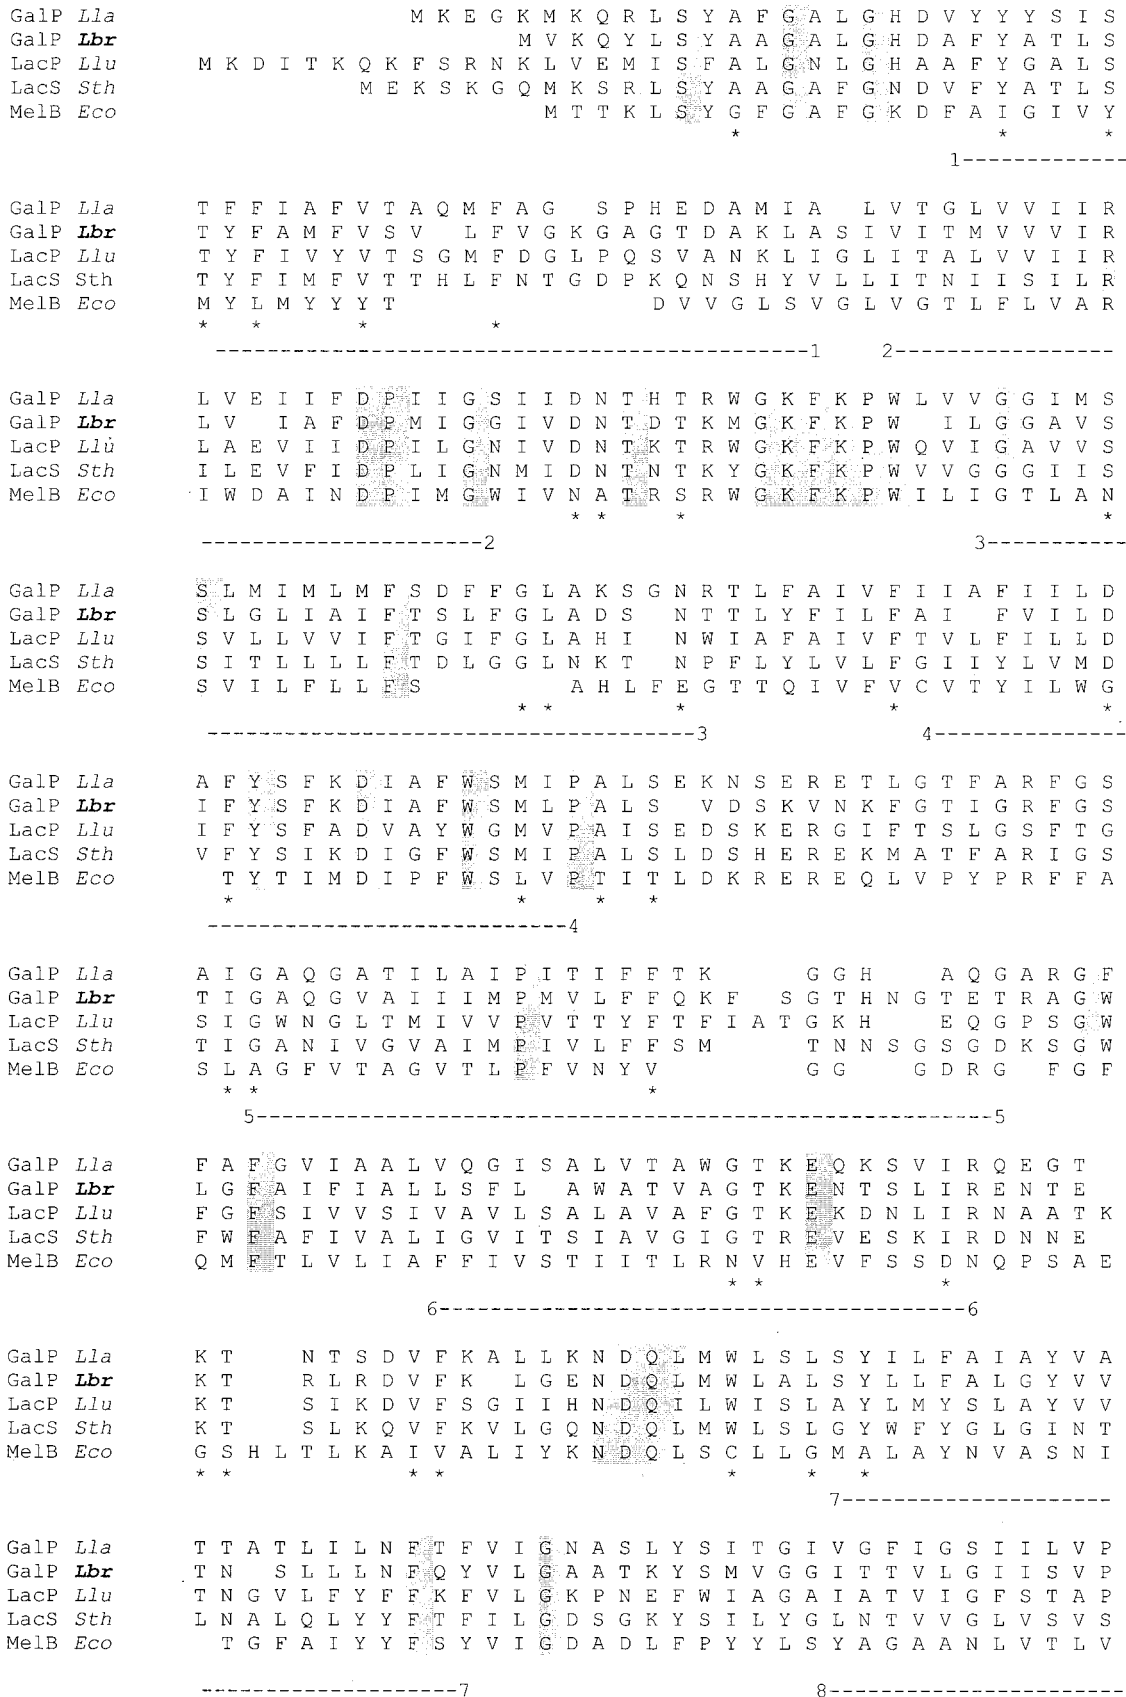 GalP Lla M K E G K M K Q R L S Y A F G A L G H D V Y Y Y S I S
GalP Lbr M V K Q Y L S Y A A G A L G H D A F Y A T L S
LacP Llu M K D I T K Q K F S R N K L V E M I S F A L G N L G H A A F Y G A L S
LacS Sth M E K S K G Q M K S R L S Y A A G A F G N D V F Y A T L S
MelB Eco M T T K L S Y G F G A F G K D F A I G I V Y
* * *
1-------------
GalP Lla T F F I A F V T A Q M F A G S P H E D A M I A L V T G L V V I I R
GalP Lbr T Y F A M F V S V L F V G K G A G T D A K L A S I V I T M V V V I R
LacP Llu T Y F I V Y V T S G M F D G L P Q S V A N K L I G L I T A L V V I I R
LacS Sth T Y F I M F V T T H L F N T G D P K Q N S H Y V L L I T N I I S I L R
MelB Eco M Y L M Y Y Y T D V V G L S V G L V G T L F L V A R
* * * *
---------------------------------------------1 2-----------------
GalP Lla L V E I I F D P I I G S I I D N T H T R W G K F K P W L V V G G I M S
GalP Lbr L V I A F D P M I G G I V D N T D T K M G K F K P W I L G G A V S
LacP Llù L A E V I I D P I L G N I V D N T K T R W G K F K P W Q V I G A V V S
LacS Sth I L E V F I D P L I G N M I D N T N T K Y G K F K P W V V G G G I I S
MelB Eco I W D A I N D P I M G W I V N A T R S R W G K F K P W I L I G T L A N
* * * *
---------------------2 3----------
GalP Lla S L M I M L M F S D F F G L A K S G N R T L F A I V F I I A F I I L D
GalP Lbr S L G L I A I F T S L F G L A D S N T T L Y F I L F A I F V I L D
LacP Llu S V L L V V I F T G I F G L A H I N W I A F A I V F T V L F I L L D
LacS Sth S I T L L L L F T D L G G L N K T N P F L Y L V L F G I I Y L V M D
MelB Eco S V I L F L L F S A H L F E G T T Q I V F V C V T Y I L W G
* * * * *
-------------------------------------3 4--------------
GalP Lla A F Y S F K D I A F W S M I P A L S E K N S E R E T L G T F A R F G S
GalP Lbr I F Y S F K D I A F W S M L P A L S V D S K V N K F G T I G R F G S
LacP Llu I F Y S F A D V A Y W G M V P A I S E D S K E R G I F T S L G S F T G
LacS Sth V F Y S I K D I G F W S M I P A L S L D S H E R E K M A T F A R I G S
MelB Eco T Y T I M D I P F W S L V P T I T L D K R E R E Q L V P Y P R F F A
* * * *
---------------------------4
GalP Lla A I G A Q G A T I L A I P I T I F F T K G G H A Q G A R G F
GalP Lbr T I G A Q G V A I I I M P M V L F F Q K F S G T H N G T E T R A G W
LacP Llu S I G W N G L T M I V V P V T T Y F T F I A T G K H E Q G P S G W
LacS Sth T I G A N I V G V A I M P I V L F F S M T N N S G S G D K S G W
MelB Eco S L A G F V T A G V T L P F V N Y V G G G D R G F G F
* * *
5--------------------------------------------------------5
GalP Lla F A F G V I A A L V Q G I S A L V T A W G T K E Q K S V I R Q E G T
GalP Lbr L G F A I F I A L L S F L A W A T V A G T K E N T S L I R E N T E
LacP Llu F G F S I V V S I V A V L S A L A V A F G T K E K D N L I R N A A T K
LacS Sth F W F A F I V A L I G V I T S I A V G I G T R E V E S K I R D N N E
MelB Eco Q M F T L V L I A F F I V S T I I T L R N V H E V F S S D N Q P S A E
* * *
6----------------------------------------6
GalP Lla K T N T S D V F K A L L K N D Q L M W L S L S Y I L F A I A Y V A
GalP Lbr K T R L R D V F K L G E N D Q L M W L A L S Y L L F A L G Y V V
LacP Llu K T S I K D V F S G I I H N D Q I L W I S L A Y L M Y S L A Y V V
LacS Sth K T S L K Q V F K V L G Q N D Q L M W L S L G Y W F Y G L G I N T
MelB Eco G S H L T L K A I V A L I Y K N D Q L S C L L G M A L A Y N V A S N I
* * * * * * *
7--------------------
GalP Lla T T A T L I L N F T F V I G N A S L Y S I T G I V G F I G S I I L V P
GalP Lbr T N S L L L N F Q Y V L G A A T K Y S M V G G I T T V L G I I S V P
LacP Llu T N G V L F Y F F K F V L G K P N E F W I A G A I A T V I G F S T A P
LacS Sth L N A L Q L Y Y F T F I L G D S G K Y S I L Y G L N T V V G L V S V S
MelB Eco T G F A I Y Y F S Y V I G D A D L F P Y Y L S Y A G A A N L V T L V
-------------------7 8----------------------